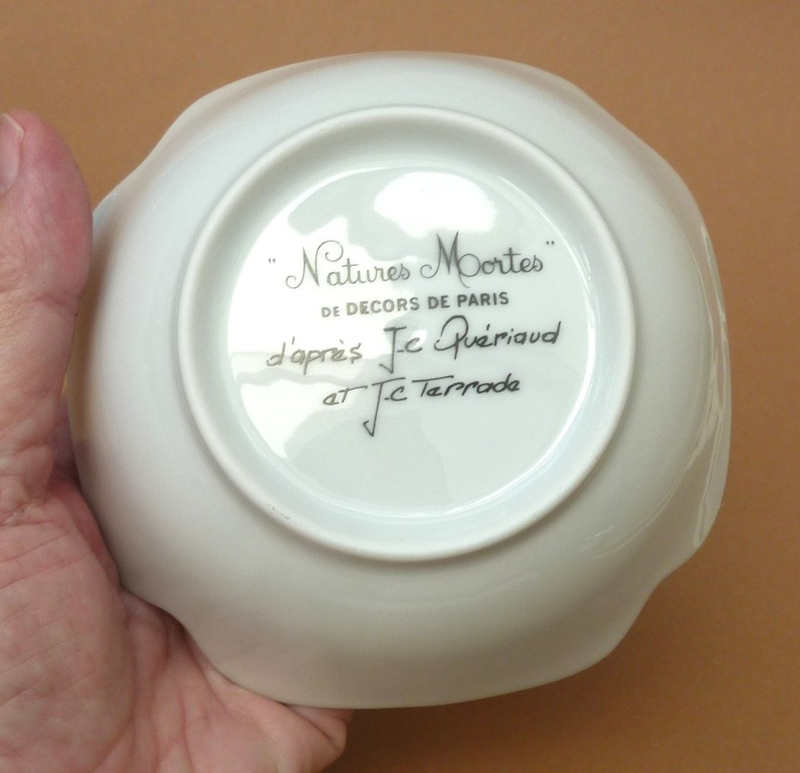 "Natures Mortes"
DE DECORS DE PARIS
d'après J-C Quériaud
et J-C Terrade